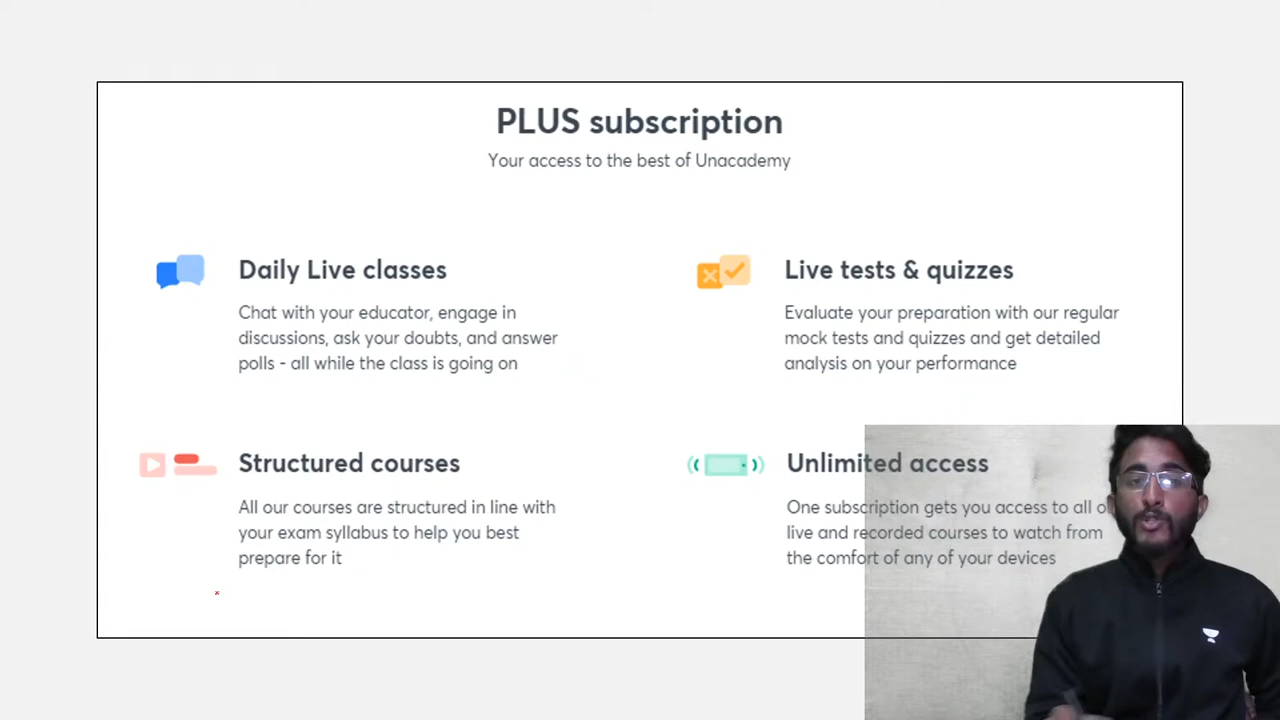 PLUS subscription
Your access to the best of Unacademy
Daily Live classes
Chat with your educator, engage in
discussions, ask your doubts, and answer
polls - all while the class is going on
Live tests & quizzes
Evaluate your preparation with our regular
mock tests and quizzes and get detailed
analysis on your performance
Structured courses
All our courses are structured in line with
your exam syllabus to help you best
prepare for it
Unlimited access
One subscription gets you access to all
live and recorded courses to watch from
the comfort of any of your devices